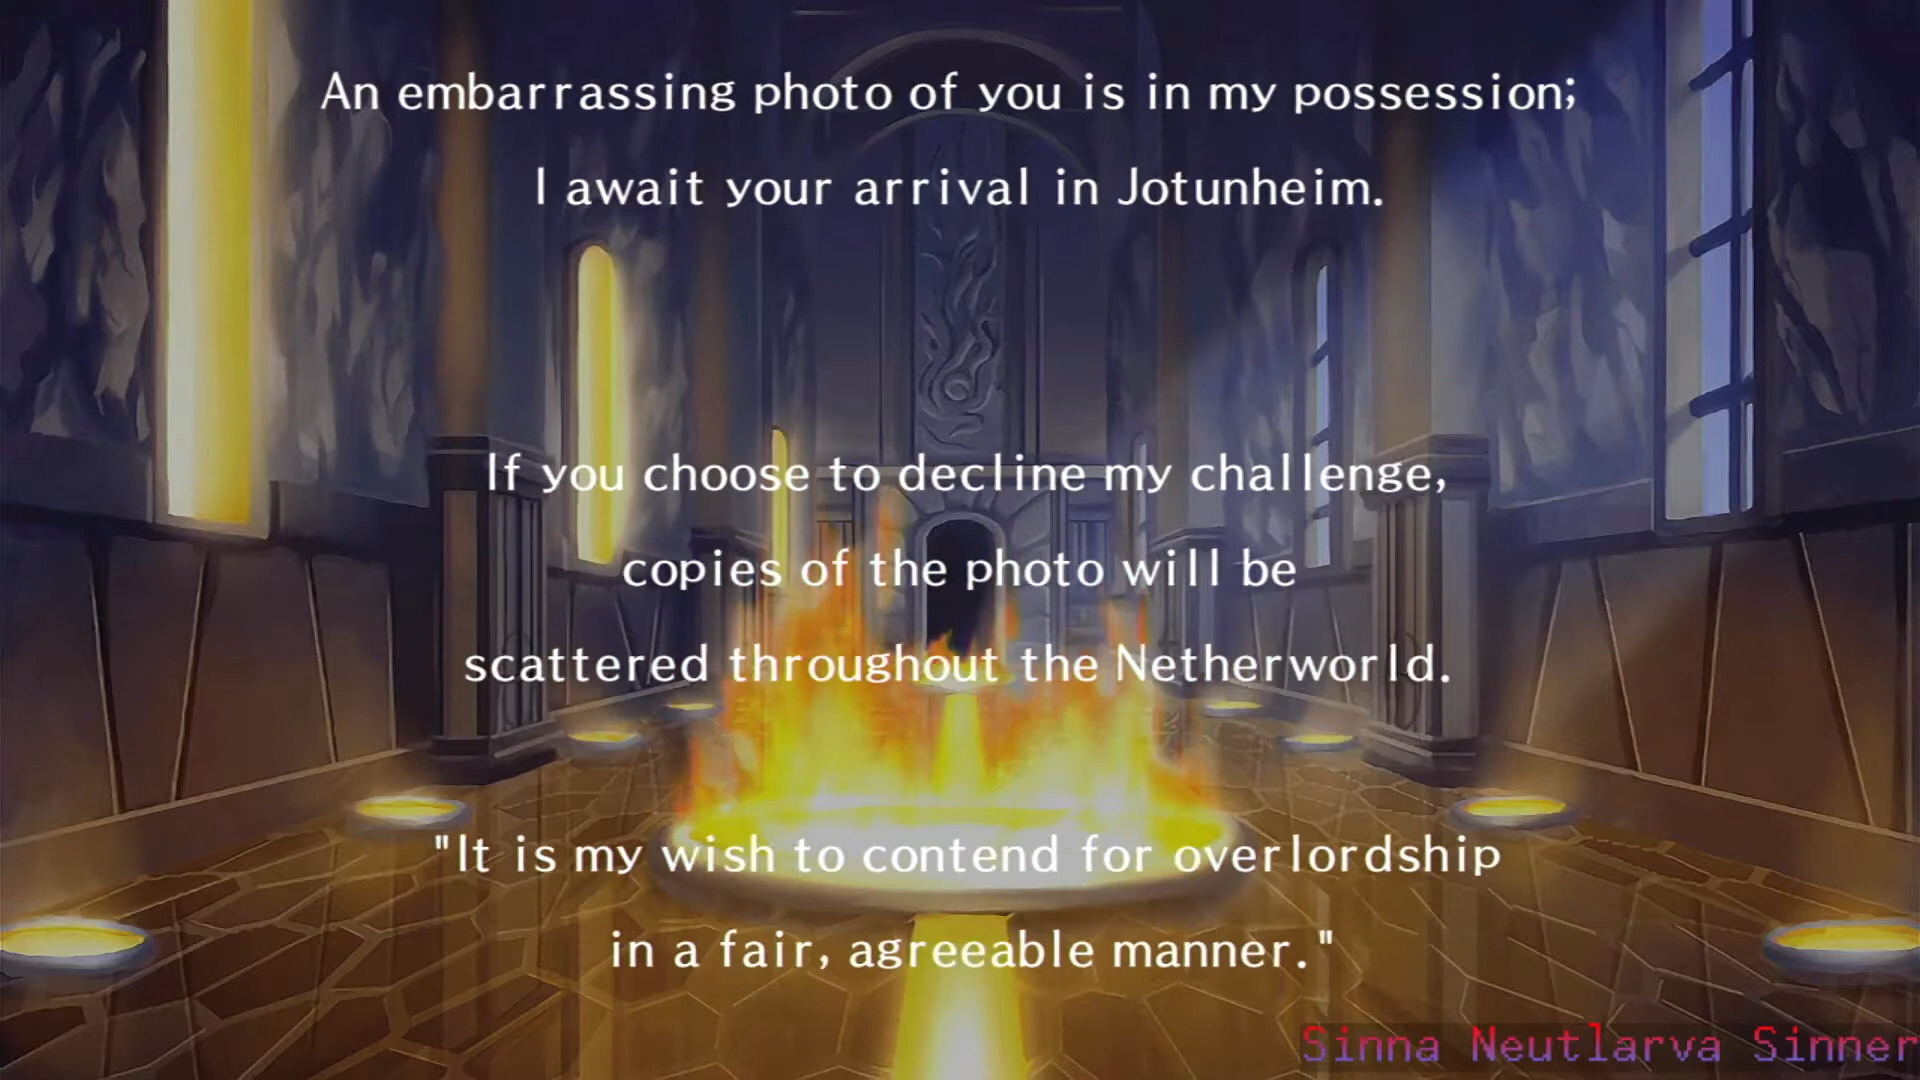 An embarrassing photo of you is in my possession;
I await your arrival in Jotunheim.
If you choose to decline my challenge,
copies of the photo will be
scattered throughout the Netherworld.
"It is my wish to contend for overlordship
in a fair, agreeable manner."
Sinna Neutlarva Sinner